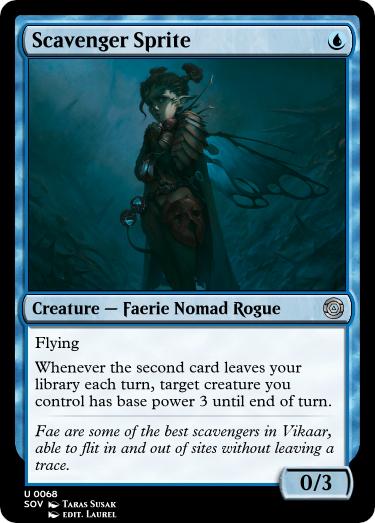 Scavenger Sprite
Creature — Faerie Nomad Rogue
Flying
Whenever the second card leaves your
library each turn, target creature you
control has base power 3 until end of turn.
Fae are some of the best scavengers in Vikaar,
able to flit in and out of sites without leaving a
trace.
0/3
U 0068
SOV Taras Susak
edit. Laurel